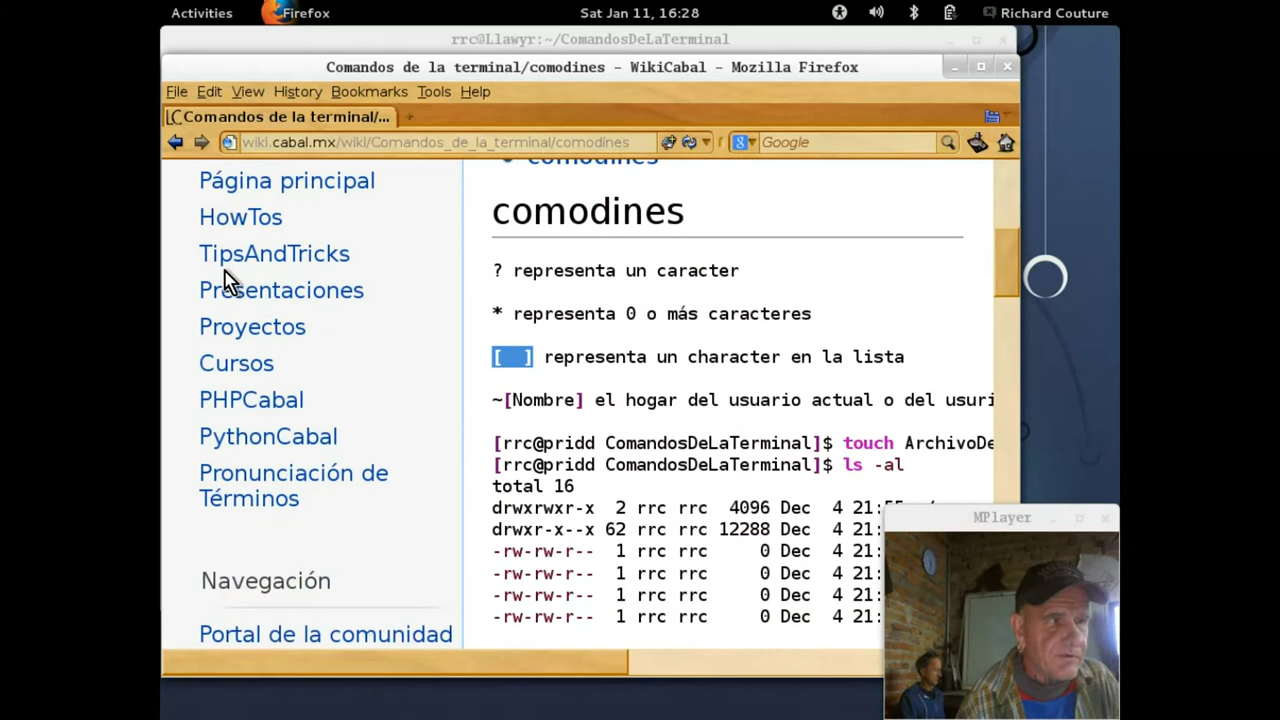 Activities Firefox Sat Jan 11, 16:28 Richard Couture
rrc@Llawyr:~/ComandosDeLaTerminal
Comandos de la terminal/comodines - WikiCabal - Mozilla Firefox
File Edit View History Bookmarks Tools Help
Comandos de la terminal/...
wiki.cabal.mx/wiki/Comandos_de_la_terminal/comodines Google
comodines
Página principal
HowTos
TipsAndTricks
Presentaciones
Proyectos
Cursos
PHPCabal
PythonCabal
Pronunciación de
Términos
Navegación
Portal de la comunidad
comodines
? representa un caracter
* representa 0 o más caracteres
[ ] representa un character en la lista
~[Nombre] el hogar del usuario actual o del usuri
[rrc@pridd ComandosDeLaTerminal]$ touch ArchivoDe
[rrc@pridd ComandosDeLaTerminal]$ ls -al
total 16
drwxrwxr-x 2 rrc rrc 4096 Dec 4
drwxr-x--x 62 rrc rrc 12288 Dec 4 21:
-rw-rw-r-- 1 rrc rrc 0 Dec 4 21:
-rw-rw-r-- 1 rrc rrc 0 Dec 4 21:
-rw-rw-r-- 1 rrc rrc 0 Dec 4 21:
-rw-rw-r-- 1 rrc rrc 0 Dec 4 21:
MPlayer